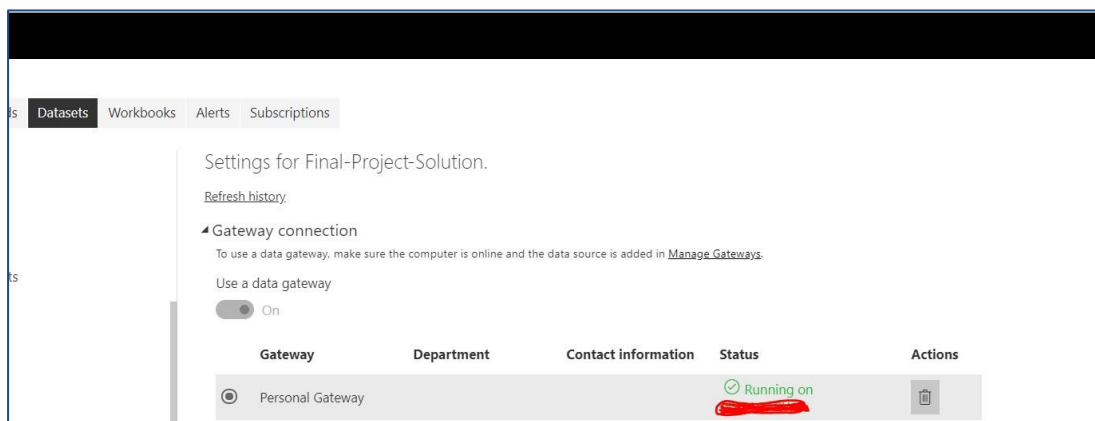 ds Datasets Workbooks Alerts Subscriptions
Settings for Final-Project-Solution.
Refresh history
Gateway connection
To use a data gateway, make sure the computer is online and the data source is added in Manage Gateways.
ts
Use a data gateway
On
Gateway Department Contact information Status Actions
Personal Gateway Running on